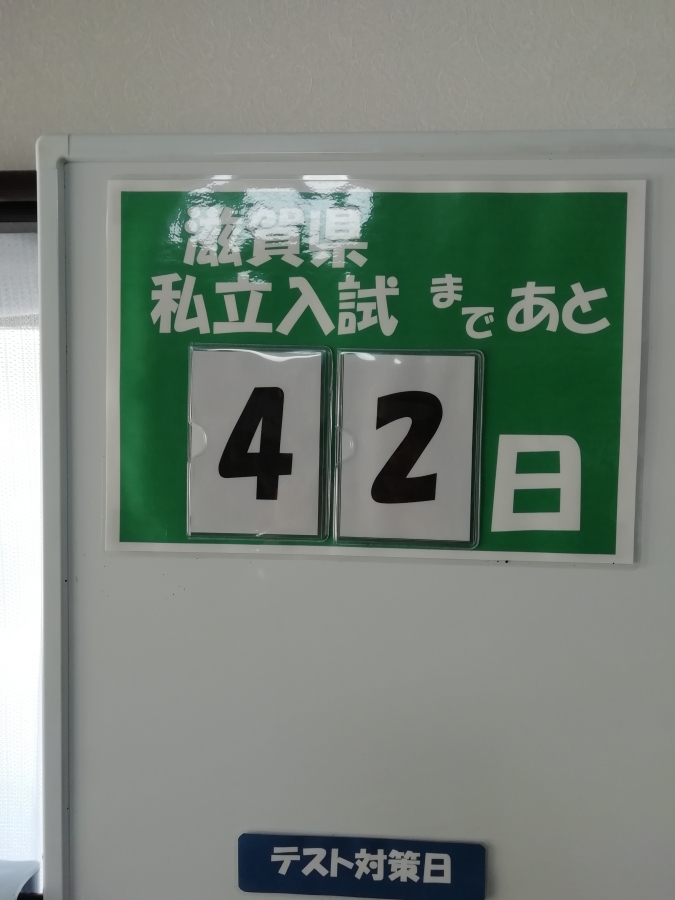 滋賀県
私立入試 まであと
42日
テスト対策日